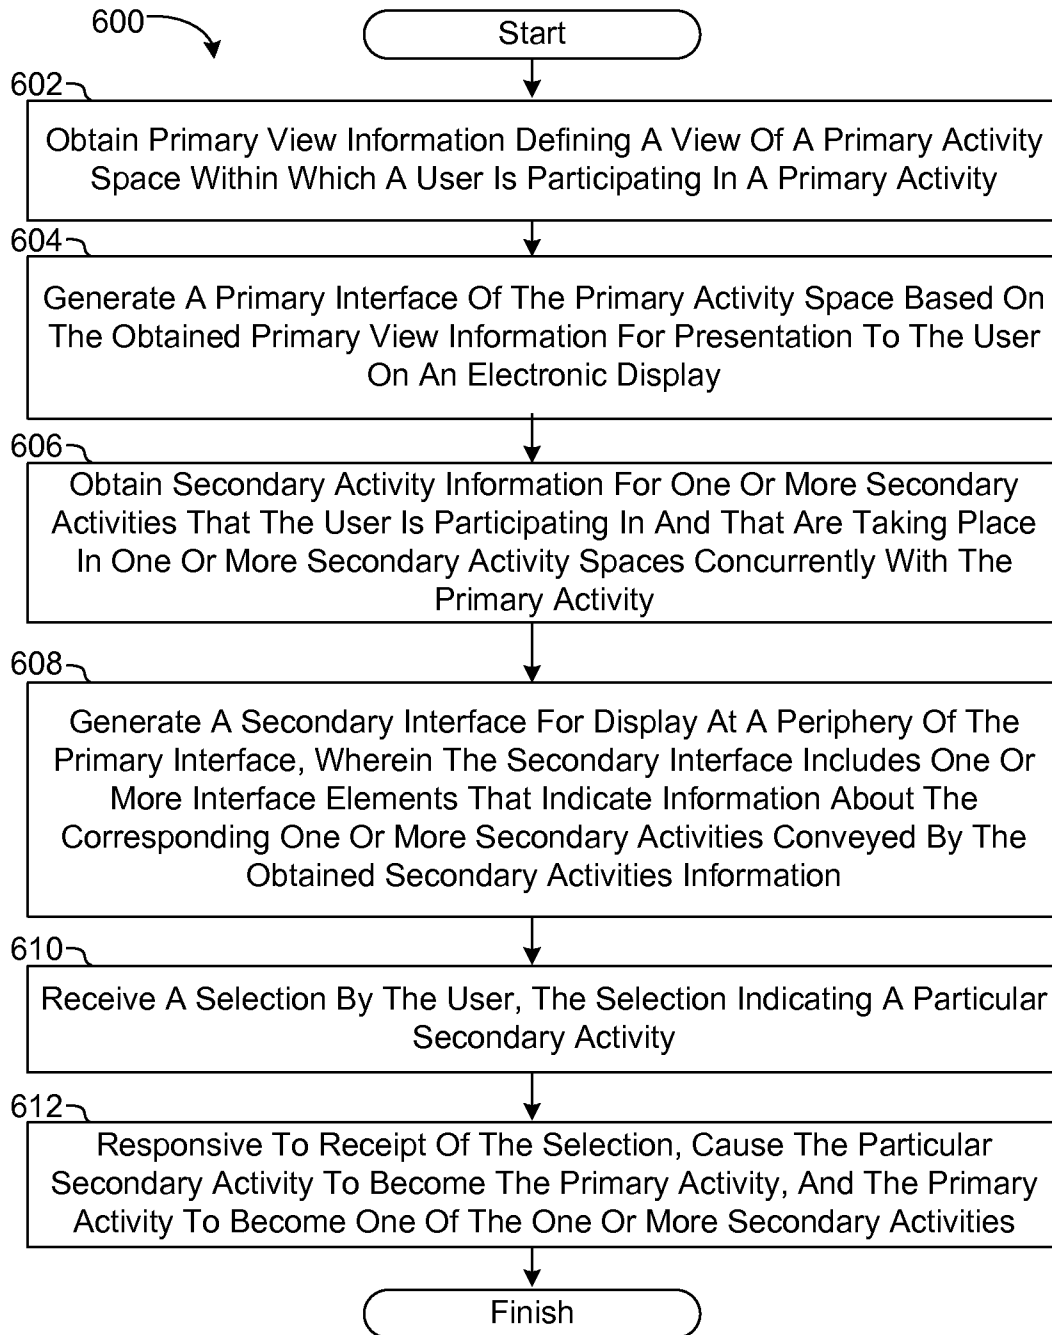 600
Start
602
Obtain Primary View Information Defining A View Of A Primary Activity
Space Within Which A User Is Participating In A Primary Activity
604
Generate A Primary Interface Of The Primary Activity Space Based On
The Obtained Primary View Information For Presentation To The User
On An Electronic Display
606
Obtain Secondary Activity Information For One Or More Secondary
Activities That The User Is Participating In And That Are Taking Place
In One Or More Secondary Activity Spaces Concurrently With The
Primary Activity
608
Generate A Secondary Interface For Display At A Periphery Of The
Primary Interface, Wherein The Secondary Interface Includes One Or
More Interface Elements That Indicate Information About The
Corresponding One Or More Secondary Activities Conveyed By The
Obtained Secondary Activities Information
610
Receive A Selection By The User, The Selection Indicating A Particular
Secondary Activity
612
Responsive To Receipt Of The Selection, Cause The Particular
Secondary Activity To Become The Primary Activity, And The Primary
Activity To Become One Of The One Or More Secondary Activities
Finish